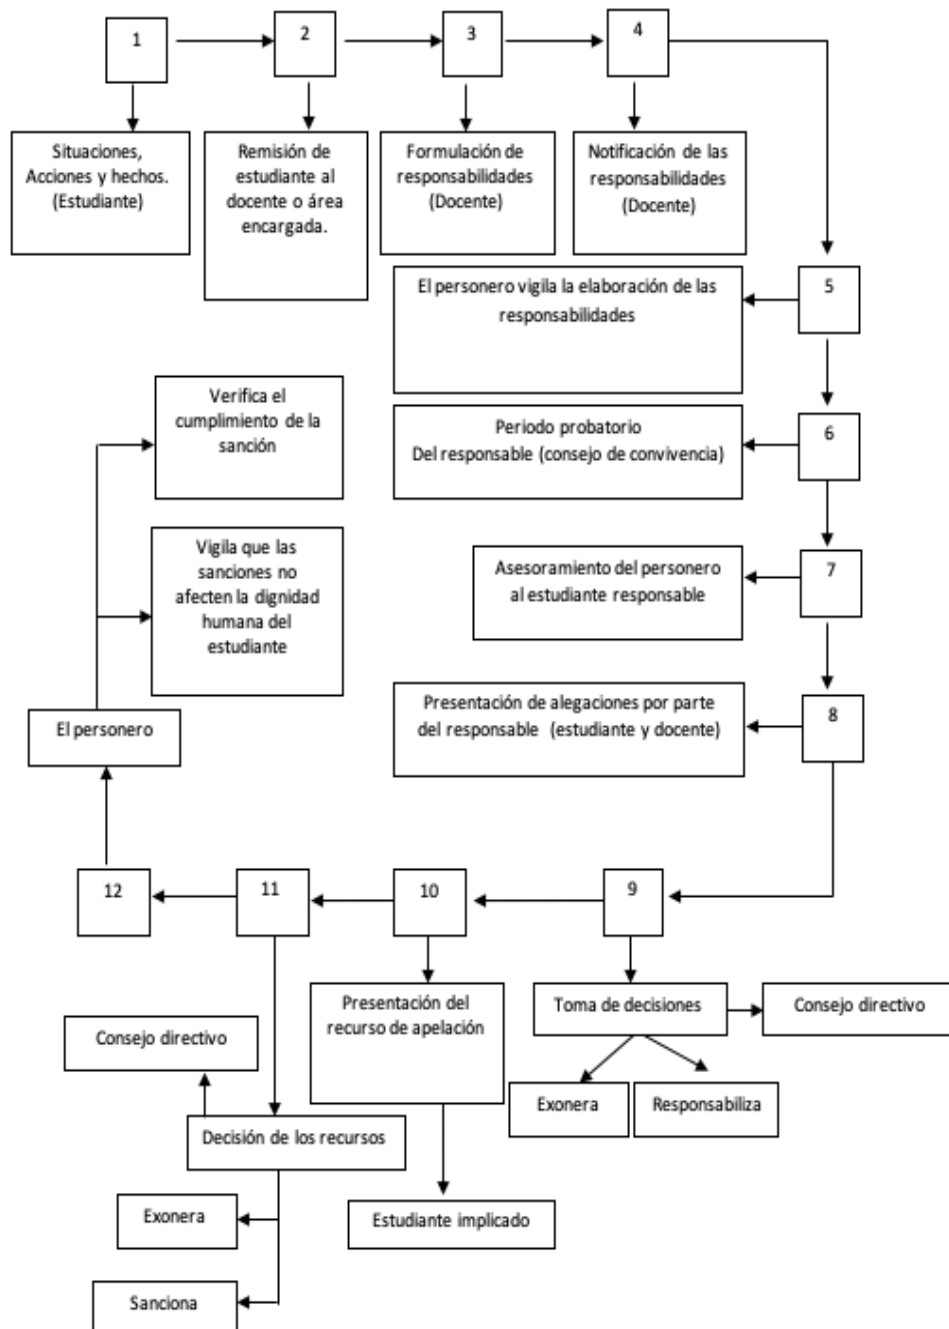 1
2
3
4
Situaciones,
Acciones y hechos.
(Estudiante)
Remisión de
estudiante al
docente o área
encargada.
Formulación de
responsabilidades
(Docente)
Notificación de las
responsabilidades
(Docente)
5
El personero vigila la elaboración de las
responsabilidades
6
Periodo probatorio
Del responsable (consejo de convivencia)
7
Asesoramiento del personero
al estudiante responsable
8
Presentación de alegaciones por parte
del responsable (estudiante y docente)
Verifica el
cumplimiento de la
sanción
Vigila que las
sanciones no
afecten la dignidad
humana del
estudiante
El personero
12
11
10
9
Presentación del
recurso de apelación
Toma de decisiones
Consejo directivo
Exonera
Responsabiliza
Consejo directivo
Decisión de los recursos
Exonera
Sanciona
Estudiante implicado